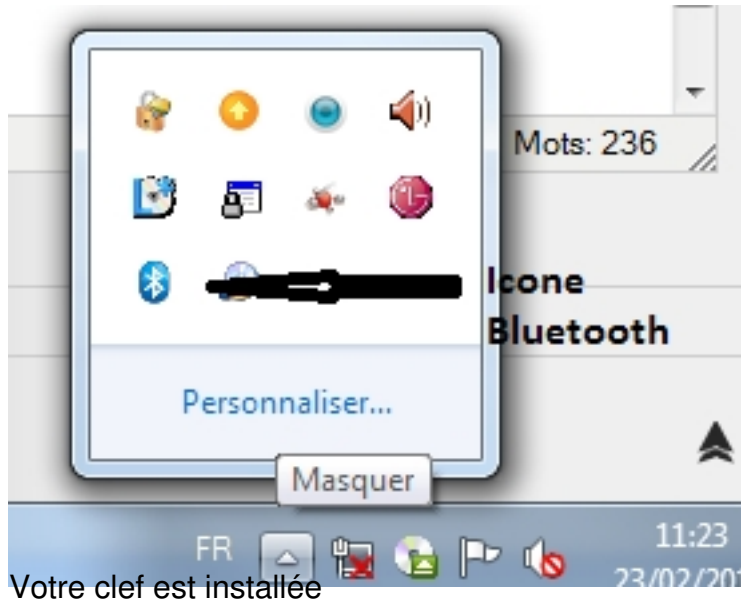 Mots: 236
Icone
Bluetooth
Personnaliser...
Masquer
FR
11:23
Votre clef est installée